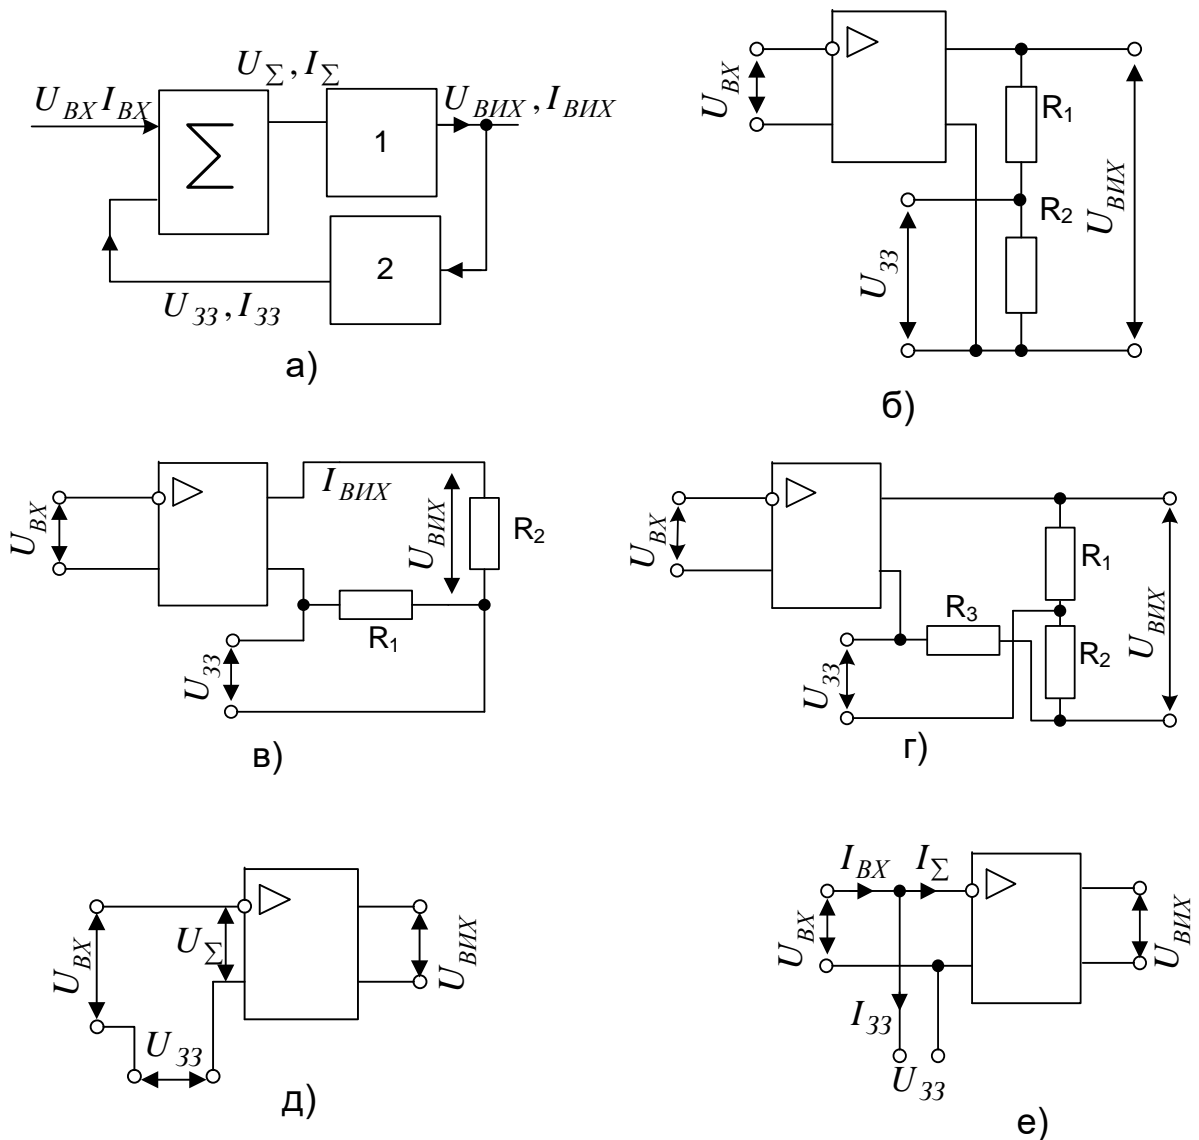 U_ВХ I_ВХ
U_Σ, I_Σ
Σ
1
U_ВИХ, I_ВИХ
2
U_ЗЗ, I_ЗЗ
а)
U_ВХ
R1
R2
U_ЗЗ
U_ВИХ
б)
U_ВХ
I_ВИХ
U_ВИХ
R2
R1
U_ЗЗ
в)
U_ВХ
R1
R3
R2
U_ЗЗ
U_ВИХ
г)
U_ВХ
U_Σ
U_ВИХ
U_ЗЗ
д)
I_ВХ
I_Σ
U_ВХ
U_ВИХ
I_ЗЗ
U_ЗЗ
е)